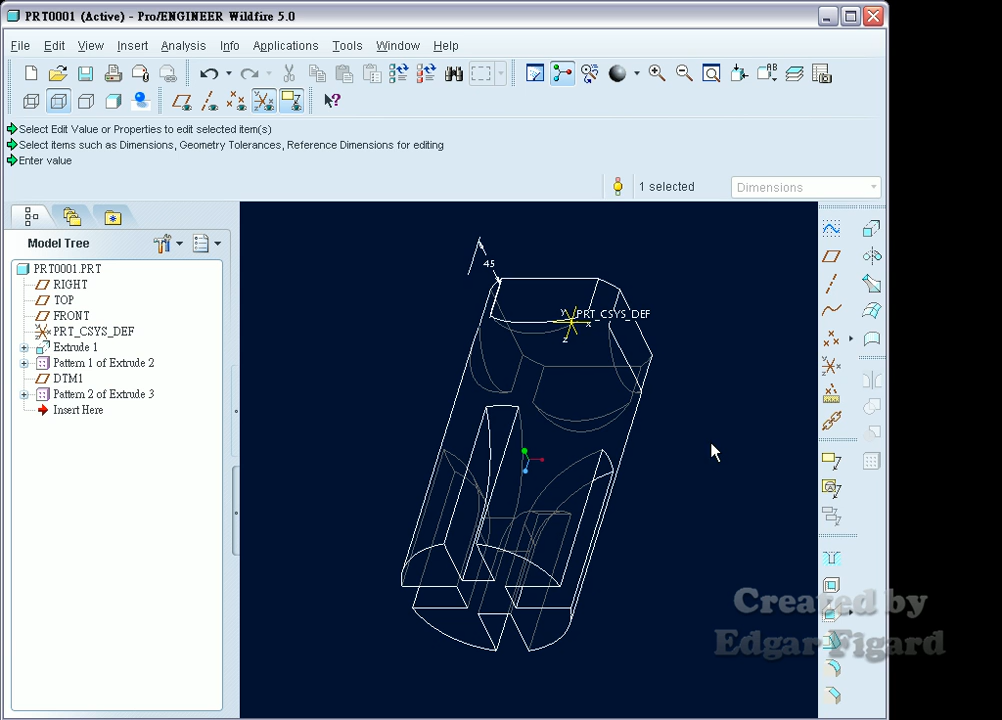 PRT0001 (Active) - Pro/ENGINEER Wildfire 5.0
File Edit View Insert Analysis Info Applications Tools Window Help
Select Edit Value or Properties to edit selected item(s)
Select items such as Dimensions, Geometry Tolerances, Reference Dimensions for editing
Enter value
1 selected
Dimensions
Model Tree
PRT0001.PRT
RIGHT
TOP
FRONT
PRT_CSYS_DEF
Extrude 1
Pattern 1 of Extrude 2
DTM1
Pattern 2 of Extrude 3
Insert Here
45
PRT_CSYS_DEF
Y
X
Z
Created by
Edgar Figard